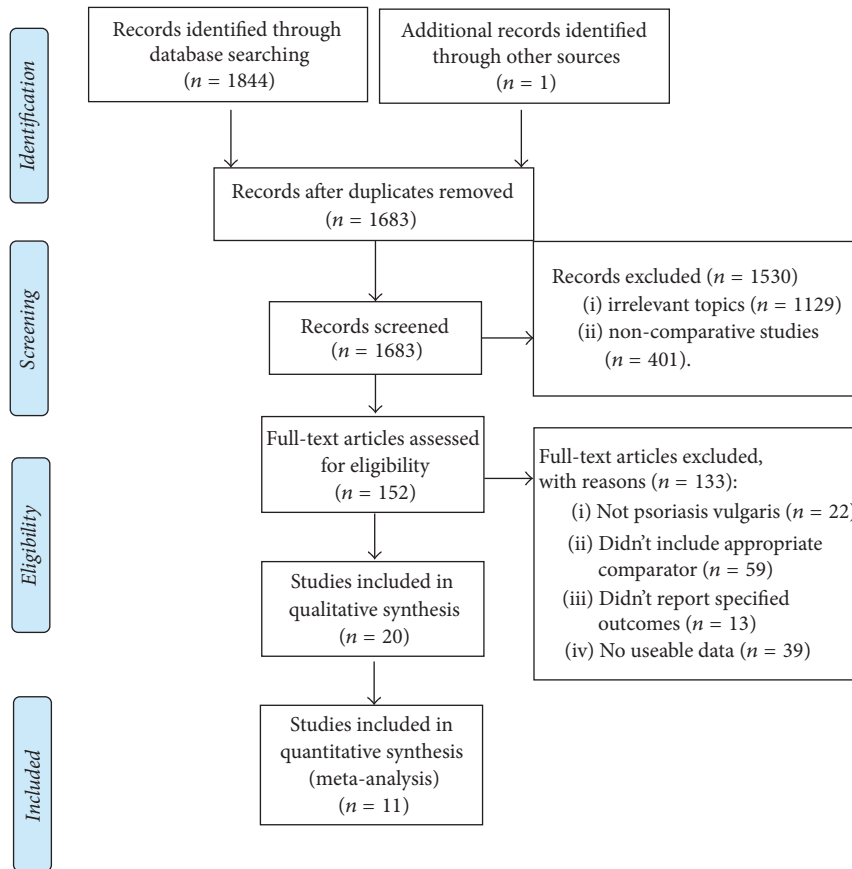 Identification
Records identified through
database searching
(n = 1844)
Additional records identified
through other sources
(n = 1)
Records after duplicates removed
(n = 1683)
Screening
Records screened
(n = 1683)
Records excluded (n = 1530)
(i) irrelevant topics (n = 1129)
(ii) non-comparative studies
(n = 401).
Eligibility
Full-text articles assessed
for eligibility
(n = 152)
Full-text articles excluded,
with reasons (n = 133):
(i) Not psoriasis vulgaris (n = 22)
(ii) Didn't include appropriate
comparator (n = 59)
(iii) Didn't report specified
outcomes (n = 13)
(iv) No useable data (n = 39)
Studies included in
qualitative synthesis
(n = 20)
Included
Studies included in
quantitative synthesis
(meta-analysis)
(n = 11)